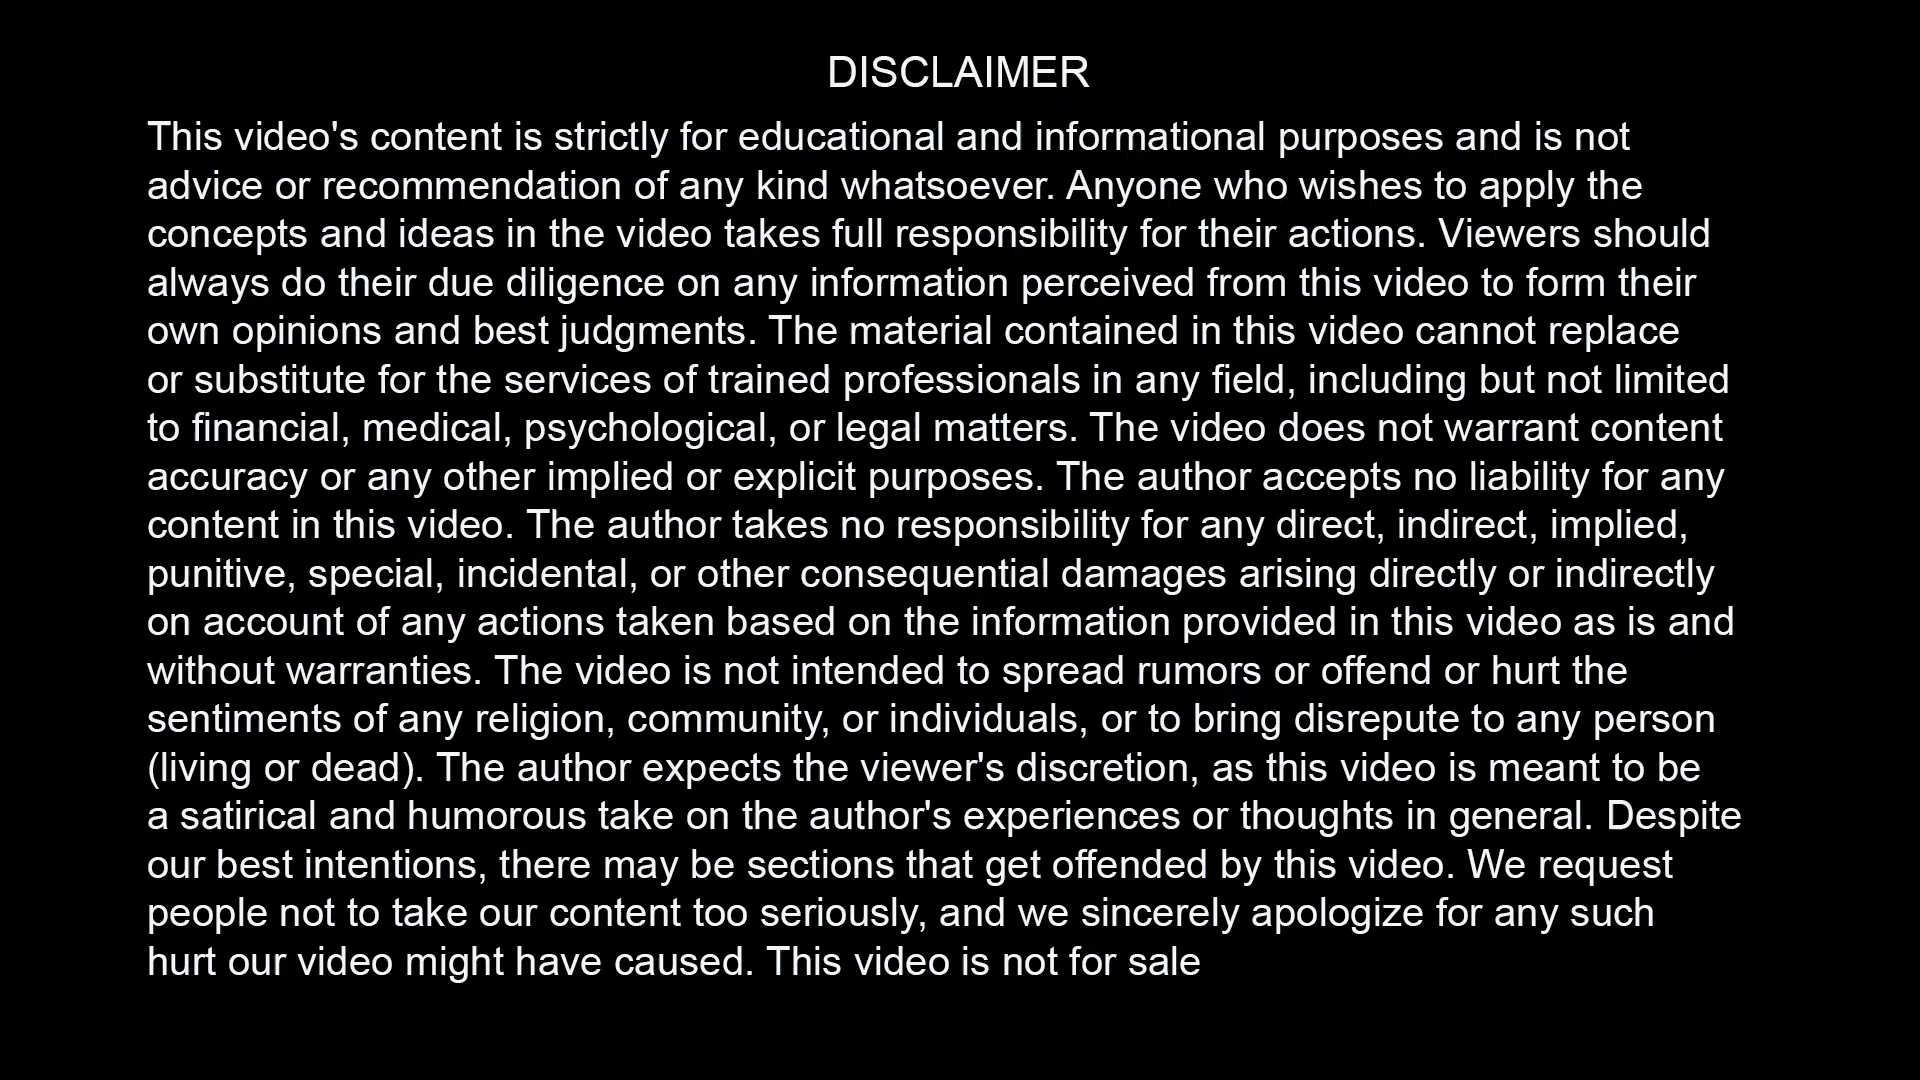 DISCLAIMER
This video's content is strictly for educational and informational purposes and is not
advice or recommendation of any kind whatsoever. Anyone who wishes to apply the
concepts and ideas in the video takes full responsibility for their actions. Viewers should
always do their due diligence on any information perceived from this video to form their
own opinions and best judgments. The material contained in this video cannot replace
or substitute for the services of trained professionals in any field, including but not limited
to financial, medical, psychological, or legal matters. The video does not warrant content
accuracy or any other implied or explicit purposes. The author accepts no liability for any
content in this video. The author takes no responsibility for any direct, indirect, implied,
punitive, special, incidental, or other consequential damages arising directly or indirectly
on account of any actions taken based on the information provided in this video as is and
without warranties. The video is not intended to spread rumors or offend or hurt the
sentiments of any religion, community, or individuals, or to bring disrepute to any person
(living or dead). The author expects the viewer's discretion, as this video is meant to be
a satirical and humorous take on the author's experiences or thoughts in general. Despite
our best intentions, there may be sections that get offended by this video. We request
people not to take our content too seriously, and we sincerely apologize for any such
hurt our video might have caused. This video is not for sale